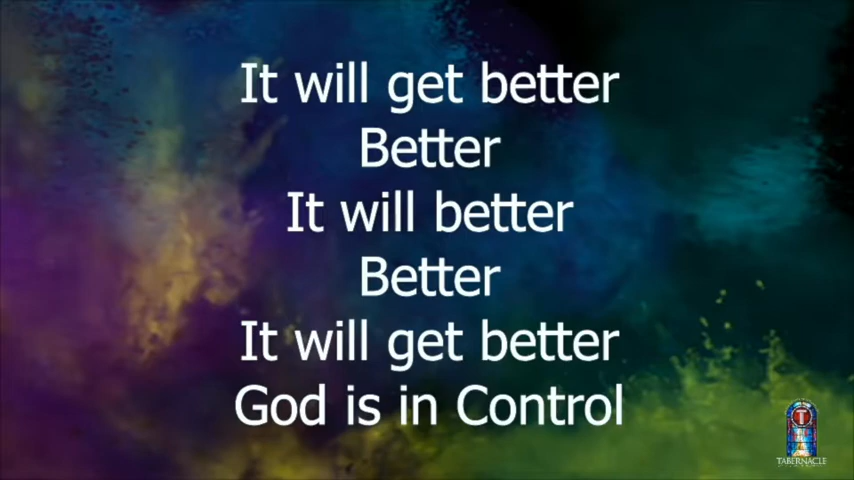 It will get better
Better
It will better
Better
It will get better
God is in Control
T
TABERNACLE